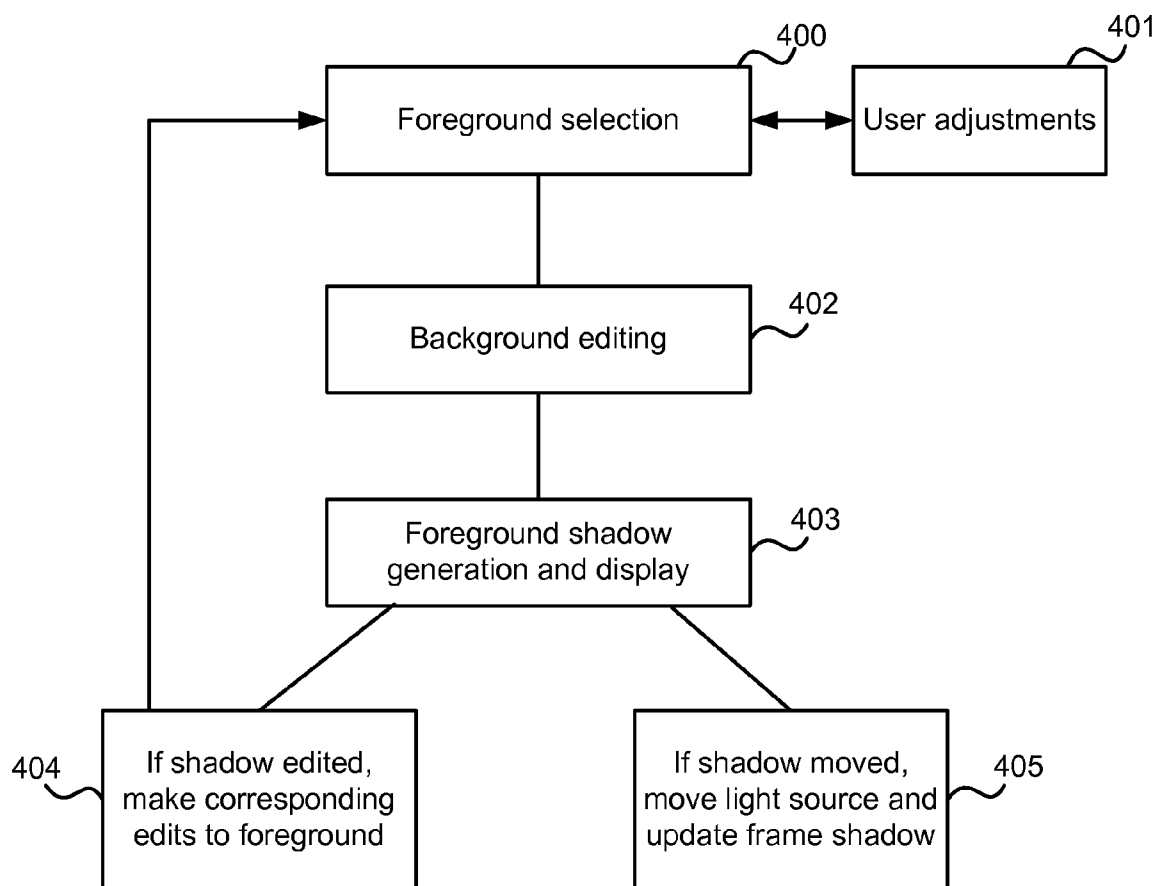 400
401
Foreground selection
User adjustments
402
Background editing
403
Foreground shadow
generation and display
404
If shadow edited,
make corresponding
edits to foreground
405
If shadow moved,
move light source and
update frame shadow